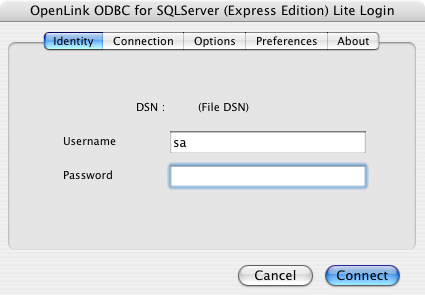 OpenLink ODBC for SQLServer (Express Edition) Lite Login
Identity Connection Options Preferences About
DSN : (File DSN)
Username sa
Password
Cancel Connect